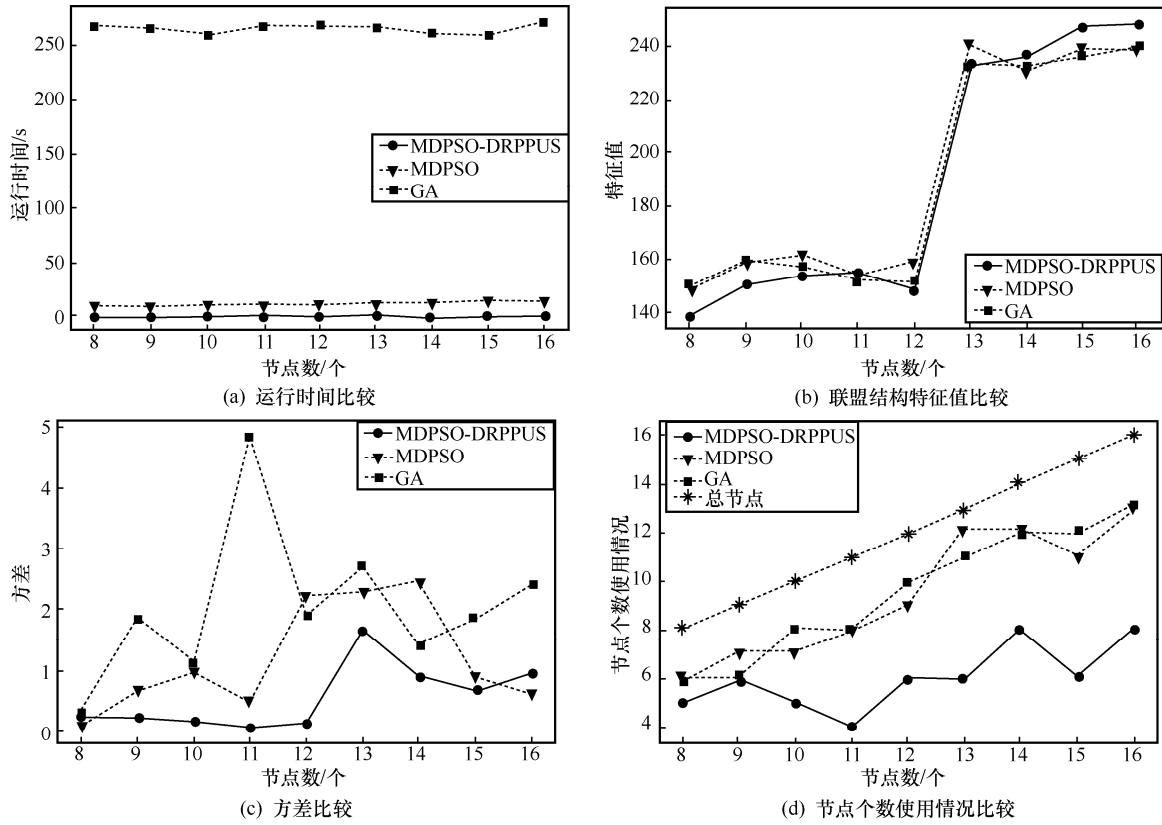 250
200
150
100
50
0
运行时间/s
MDPSO-DRPPUS
MDPSO
GA
8 9 10 11 12 13 14 15 16
节点数/个
(a) 运行时间比较
240
220
200
180
160
140
特征值
MDPSO-DRPPUS
MDPSO
GA
8 9 10 11 12 13 14 15 16
节点数/个
(b) 联盟结构特征值比较
5
4
3
2
1
0
方差
MDPSO-DRPPUS
MDPSO
GA
8 9 10 11 12 13 14 15 16
节点数/个
(c) 方差比较
16
14
12
10
8
6
4
节点个数使用情况
MDPSO-DRPPUS
MDPSO
GA
总节点
8 9 10 11 12 13 14 15 16
节点数/个
(d) 节点个数使用情况比较